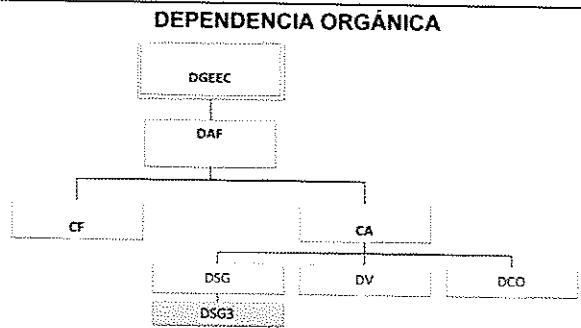 DEPENDENCIA ORGÁNICA
DGEEC
DAF
CF
CA
DSG
DV
DCO
DSG3